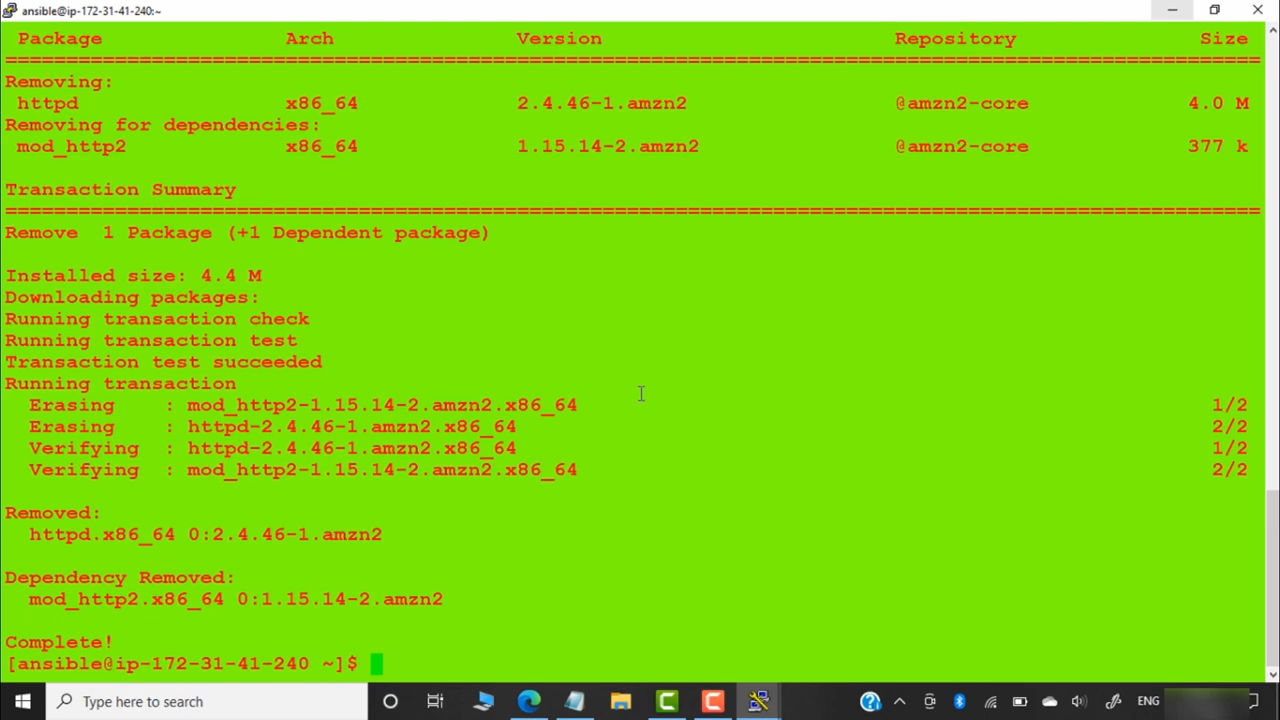 ansible@ip-172-31-41-240:~
Package Arch Version Repository Size
================================================================================
Removing:
httpd x86_64 2.4.46-1.amzn2 @amzn2-core 4.0 M
Removing for dependencies:
mod_http2 x86_64 1.15.14-2.amzn2 @amzn2-core 377 k
Transaction Summary
================================================================================
Remove 1 Package (+1 Dependent package)
Installed size: 4.4 M
Downloading packages:
Running transaction check
Running transaction test
Transaction test succeeded
Running transaction
Erasing : mod_http2-1.15.14-2.amzn2.x86_64 1/2
Erasing : httpd-2.4.46-1.amzn2.x86_64 2/2
Verifying : httpd-2.4.46-1.amzn2.x86_64 1/2
Verifying : mod_http2-1.15.14-2.amzn2.x86_64 2/2
Removed:
httpd.x86_64 0:2.4.46-1.amzn2
Dependency Removed:
mod_http2.x86_64 0:1.15.14-2.amzn2
Complete!
[ansible@ip-172-31-41-240 ~]$
Type here to search ENG